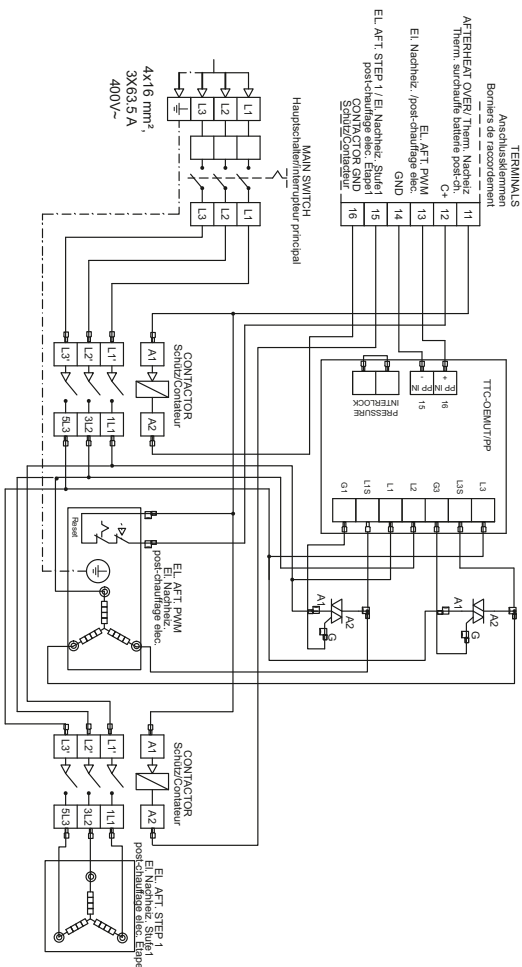 TERMINALS
Anschlussklemmen
Borniers de raccordement
AFTERHEAT OVER/ Therm. Nacheiz
Therm. surchauffe batterie post-ch.
11
C+
12
EL. AFT. PWM
El. Nachheiz. /post-chauffage elec.
13
GND
14
EL. AFT. STEP 1 / El. Nachheiz. Stufe1
post-chauffage elec. Étape1
15
CONTACTOR GND
Schütz/Contacteur
16
MAIN SWITCH
Hauptschalter/interrupteur principal
L1
L2
L3
L1
L2
L3
4x16 mm²,
3X63.5 A
400V~
TTC-OEMUT/PP
+
PP
IN
16
-
PP
IN
15
PRESSURE
INTERLOCK
L3
L3S
G3
L2
L1
L1S
G1
A1
A2
G
A1
A2
G
CONTACTOR
Schütz/Contateur
A1
A2
L1'
L2'
L3'
1L1
3L2
5L3
EL. AFT. PWM
El. Nachheiz.
post-chauffage elec.
Reset
CONTACTOR
Schütz/Contateur
A1
A2
L1'
L2'
L3'
1L1
3L2
5L3
EL. AFT. STEP 1
El. Nachheiz. Stufe1
post-chauffage elec. Étape